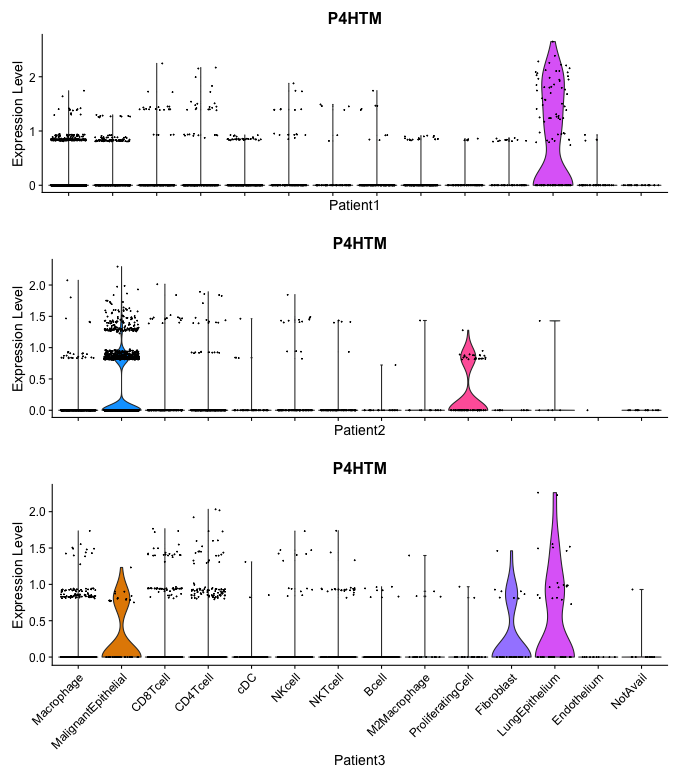 P4HTM
Expression Level
2
1
0
Patient1
P4HTM
Expression Level
2.0
1.5
1.0
0.5
0.0
Patient2
P4HTM
Expression Level
2.0
1.5
1.0
0.5
0.0
Macrophage
MalignantEpithelial
CD8Tcell
CD4Tcell
cDC
NKcell
NKTcell
Bcell
M2Macrophage
ProliferatingCell
Fibroblast
LungEpithelium
Endothelium
NotAvail
Patient3